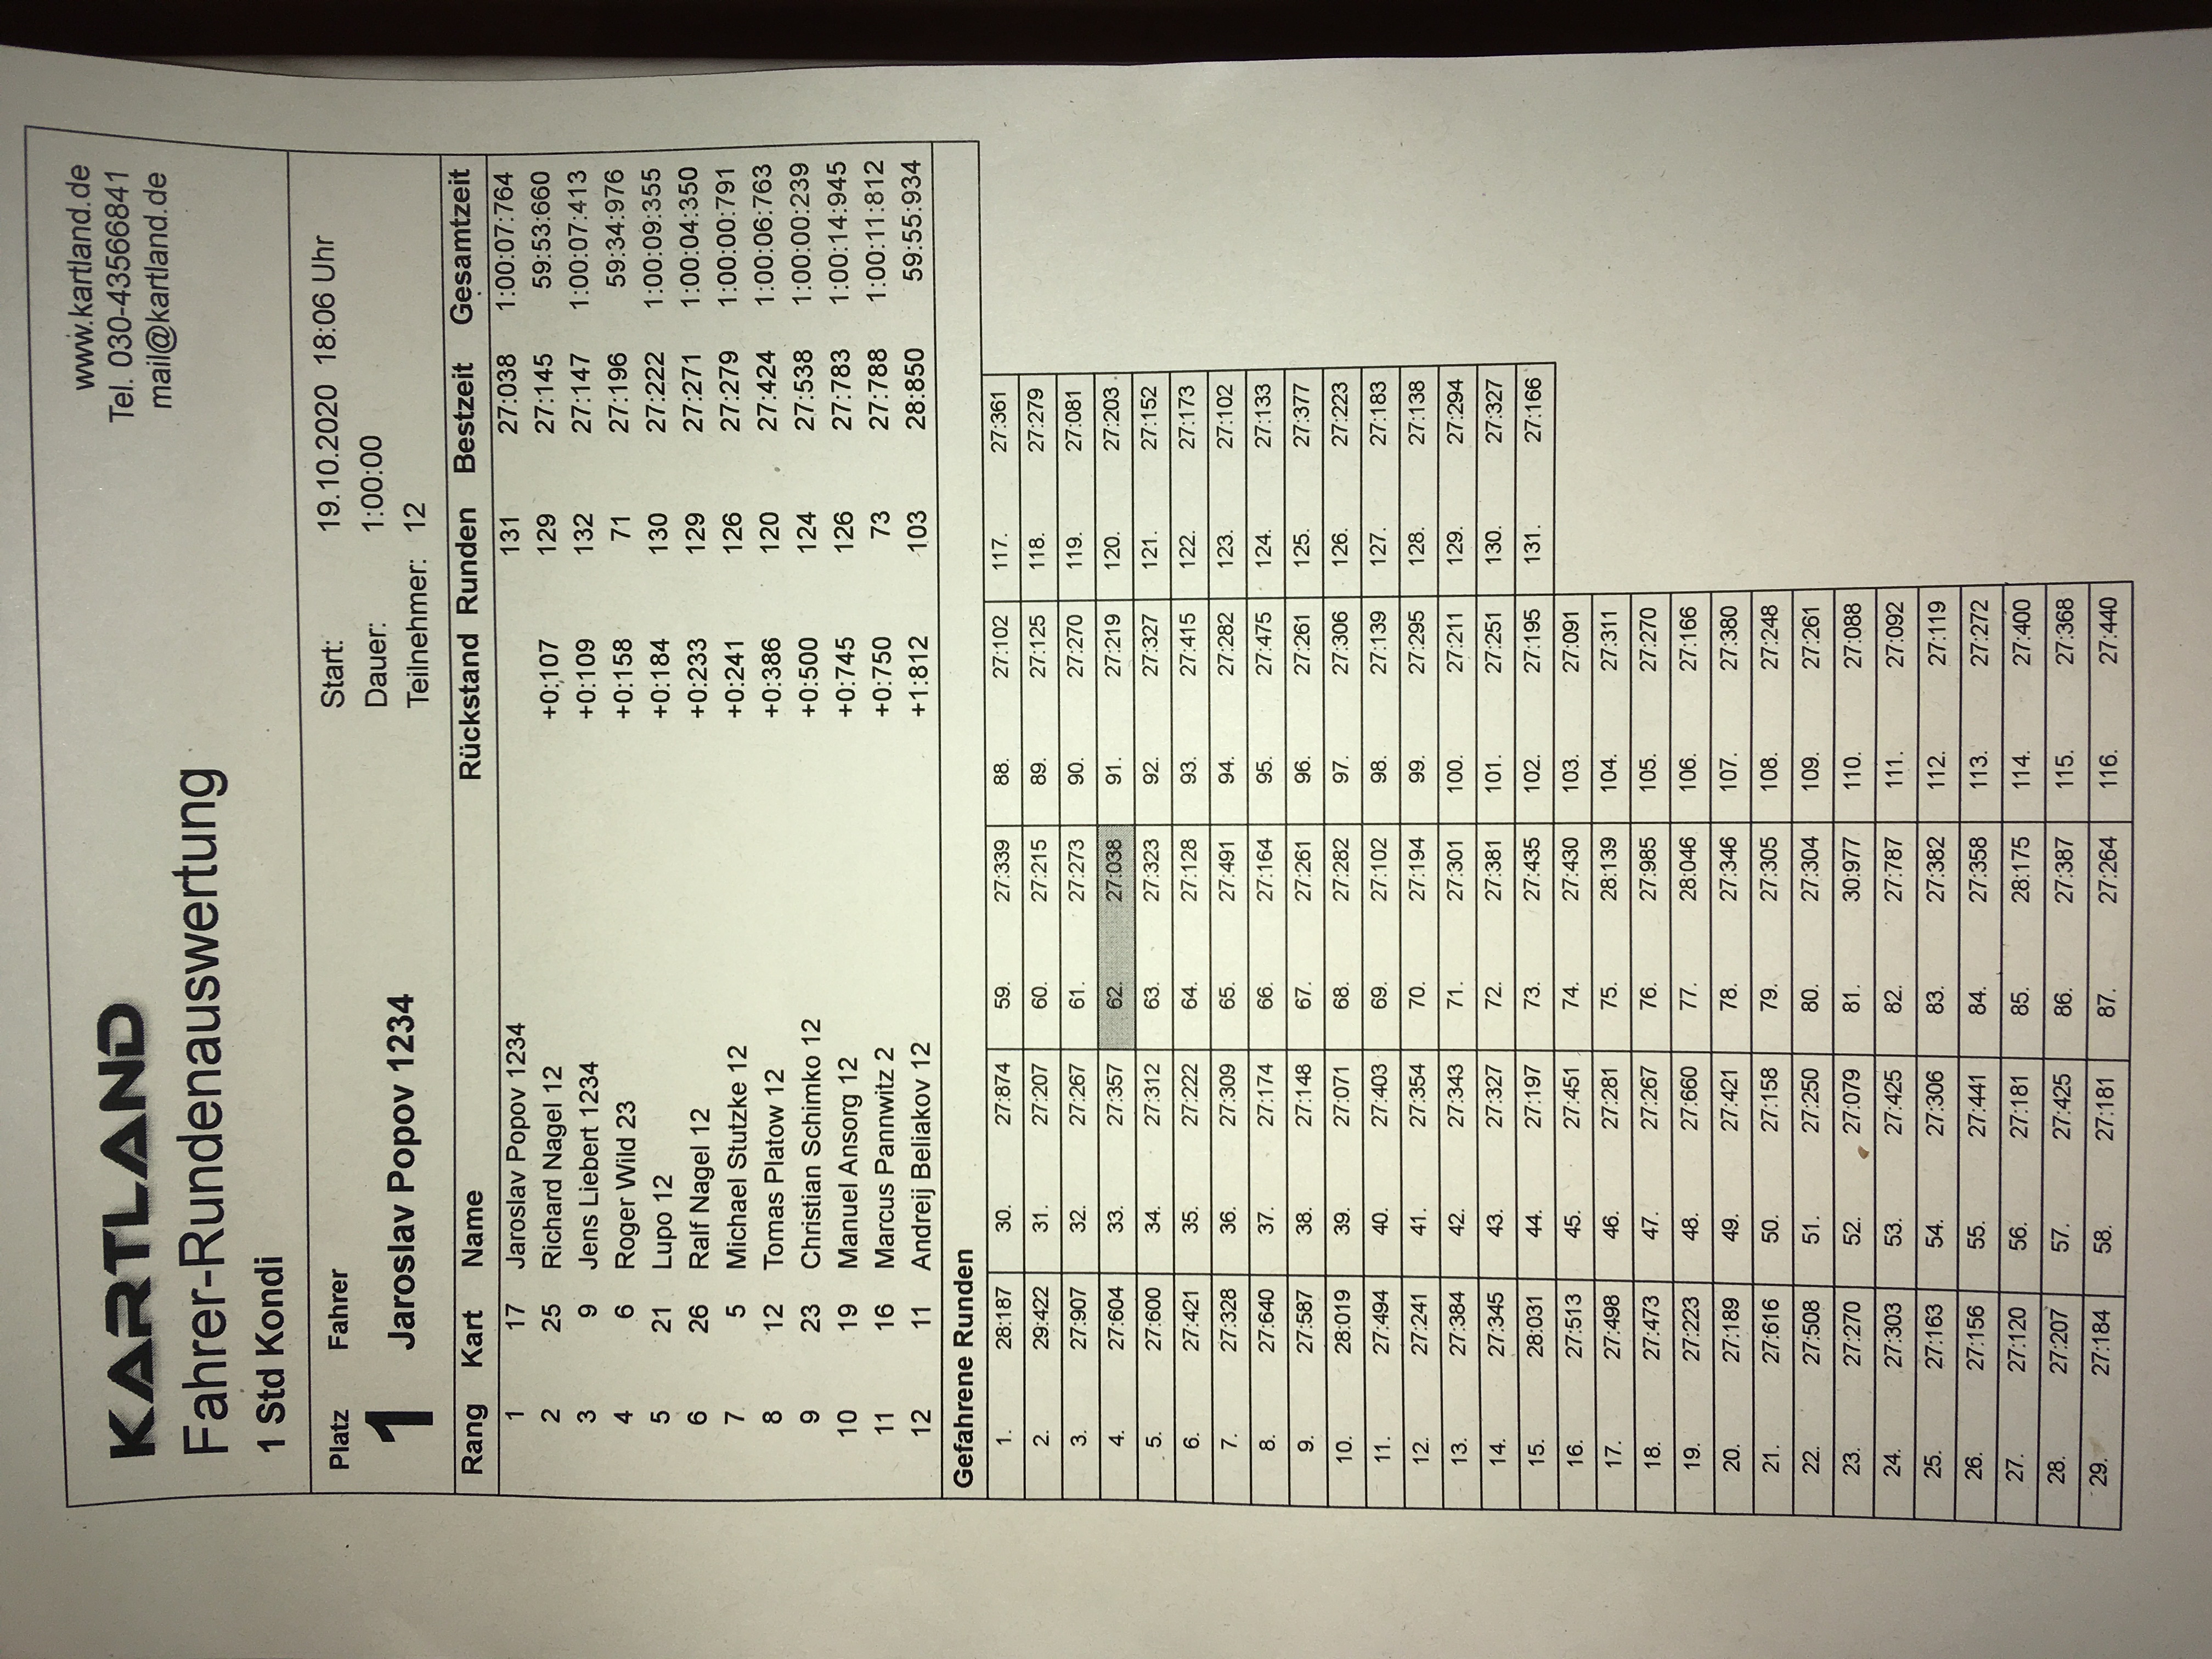 KARTLAND
www.kartland.de
Tel. 030-43566841
mail@kartland.de
Fahrer-Rundenauswertung
1 Std Kondi
Platz Fahrer Start: 19.10.2020 18:06 Uhr
1 Jaroslav Popov 1234 Dauer: 1:00:00
Teilnehmer: 12
Rang Kart Name Rückstand Runden Bestzeit Gesamtzeit
1 17 Jaroslav Popov 1234 131 27:038 1:00:07:764
2 25 Richard Nagel 12 +0:107 129 27:145 59:53:660
3 9 Jens Liebert 1234 +0:109 132 27:147 1:00:07:413
4 6 Roger Wild 23 +0:158 71 27:196 59:34:976
5 21 Lupo 12 +0:184 130 27:222 1:00:09:355
6 26 Ralf Nagel 12 +0:233 129 27:271 1:00:04:350
7 5 Michael Stutzke 12 +0:241 126 27:279 1:00:00:791
8 12 Tomas Platow 12 +0:386 120 27:424 1:00:06:763
9 23 Christian Schimko 12 +0:500 124 27:538 1:00:00:239
10 19 Manuel Ansorg 12 +0:745 126 27:783 1:00:14:945
11 16 Marcus Pannwitz 2 +0:750 73 27:788 1:00:11:812
12 11 Andreij Beliakov 12 +1:812 103 28:850 59:55:934
Gefahrene Runden
1. 28:187 30. 27:874 59. 27:339 88. 27:102 117. 27:361
2. 29:422 31. 27:207 60. 27:215 89. 27:125 118. 27:279
3. 27:907 32. 27:267 61. 27:273 90. 27:270 119. 27:081
4. 27:604 33. 27:357 62. 27:038 91. 27:219 120. 27:203
5. 27:600 34. 27:312 63. 27:323 92. 27:327 121. 27:152
6. 27:421 35. 27:222 64. 27:128 93. 27:415 122. 27:173
7. 27:328 36. 27:309 65. 27:491 94. 27:282 123. 27:102
8. 27:640 37. 27:174 66. 27:164 95. 27:475 124. 27:133
9. 27:587 38. 27:148 67. 27:261 96. 27:261 125. 27:377
10. 28:019 39. 27:071 68. 27:282 97. 27:306 126. 27:223
11. 27:494 40. 27:403 69. 27:102 98. 27:139 127. 27:183
12. 27:241 41. 27:354 70. 27:194 99. 27:295 128. 27:138
13. 27:384 42. 27:343 71. 27:301 100. 27:211 129. 27:294
14. 27:345 43. 27:327 72. 27:381 101. 27:251 130. 27:327
15. 28:031 44. 27:197 73. 27:435 102. 27:195 131. 27:166
16. 27:513 45. 27:451 74. 27:430 103. 27:091
17. 27:498 46. 27:281 75. 28:139 104. 27:311
18. 27:473 47. 27:267 76. 27:985 105. 27:270
19. 27:223 48. 27:660 77. 28:046 106. 27:166
20. 27:189 49. 27:421 78. 27:346 107. 27:380
21. 27:616 50. 27:158 79. 27:305 108. 27:248
22. 27:508 51. 27:250 80. 27:304 109. 27:261
23. 27:270 52. 27:079 81. 30:977 110. 27:088
24. 27:303 53. 27:425 82. 27:787 111. 27:092
25. 27:163 54. 27:306 83. 27:382 112. 27:119
26. 27:156 55. 27:441 84. 27:358 113. 27:272
27. 27:120 56. 27:181 85. 28:175 114. 27:400
28. 27:207 57. 27:425 86. 27:387 115. 27:368
29. 27:184 58. 27:181 87. 27:264 116. 27:440